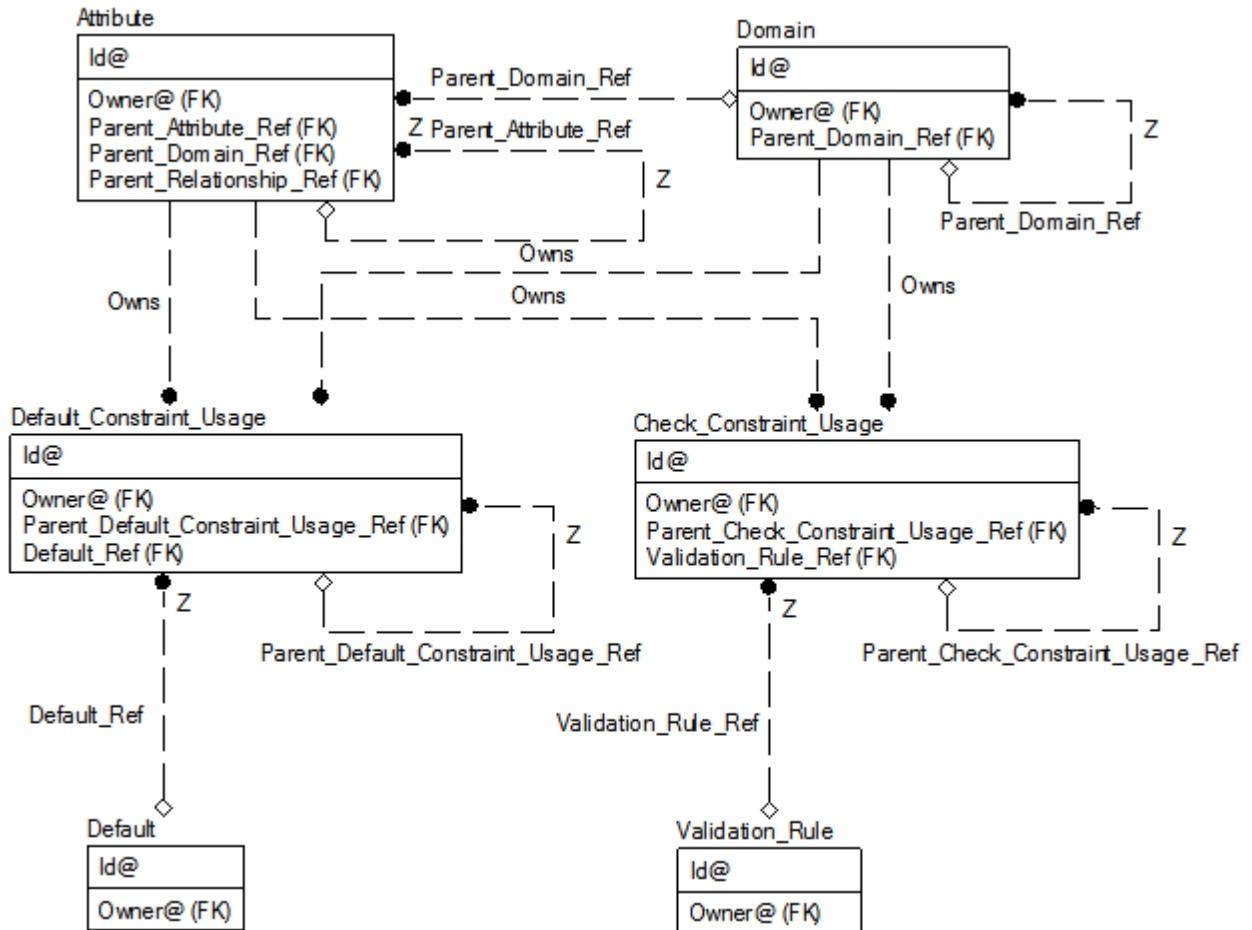 Attribute
Domain
Id@
Id@
Parent_Domain_Ref
Owner@ (FK)
Parent_Attribute_Ref (FK)
Parent_Domain_Ref (FK)
Parent_Relationship_Ref (FK)
Z
Parent_Attribute_Ref
Z
Owner@ (FK)
Parent_Domain_Ref (FK)
Z
Parent_Domain_Ref
Owns
Owns
Owns
Owns
Default_Constraint_Usage
Check_Constraint_Usage
Id@
Id@
Owner@ (FK)
Parent_Default_Constraint_Usage_Ref (FK)
Default_Ref (FK)
Z
Owner@ (FK)
Parent_Check_Constraint_Usage_Ref (FK)
Validation_Rule_Ref (FK)
Z
Z
Z
Parent_Default_Constraint_Usage_Ref
Parent_Check_Constraint_Usage_Ref
Default_Ref
Validation_Rule_Ref
Default
Validation_Rule
Id@
Id@
Owner@ (FK)
Owner@ (FK)